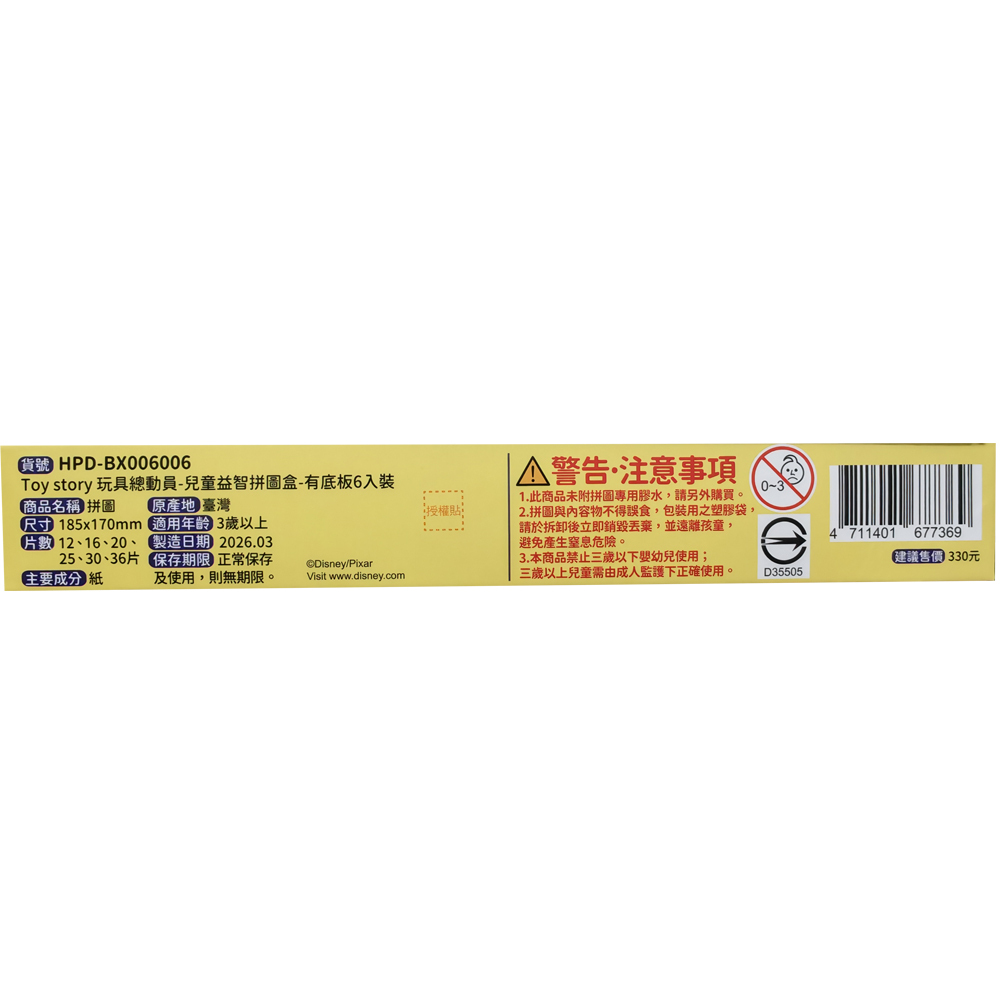 貨號 HPD-BX006006
Toy story 玩具總動員-兒童益智拼圖盒-有底板6入裝
商品名稱 拼圖 原產地 臺灣
尺寸 185x170mm 適用年齡 3歲以上
片數 12、16、20、 製造日期 2026.03
25、30、36片 保存期限 正常保存
主要成分 紙 及使用，則無期限。
©Disney/Pixar
Visit www.disney.com
授權貼
警告·注意事項
1.此商品未附拼圖專用膠水，請另外購買。
2.拼圖與內容物不得誤食，包裝用之塑膠袋，
請於拆卸後立即銷毀丟棄，並遠離孩童，
避免產生窒息危險。
3.本商品禁止三歲以下嬰幼兒使用；
三歲以上兒童需由成人監護下正確使用。
0~3
D35505
4 711401 677369
建議售價 330元